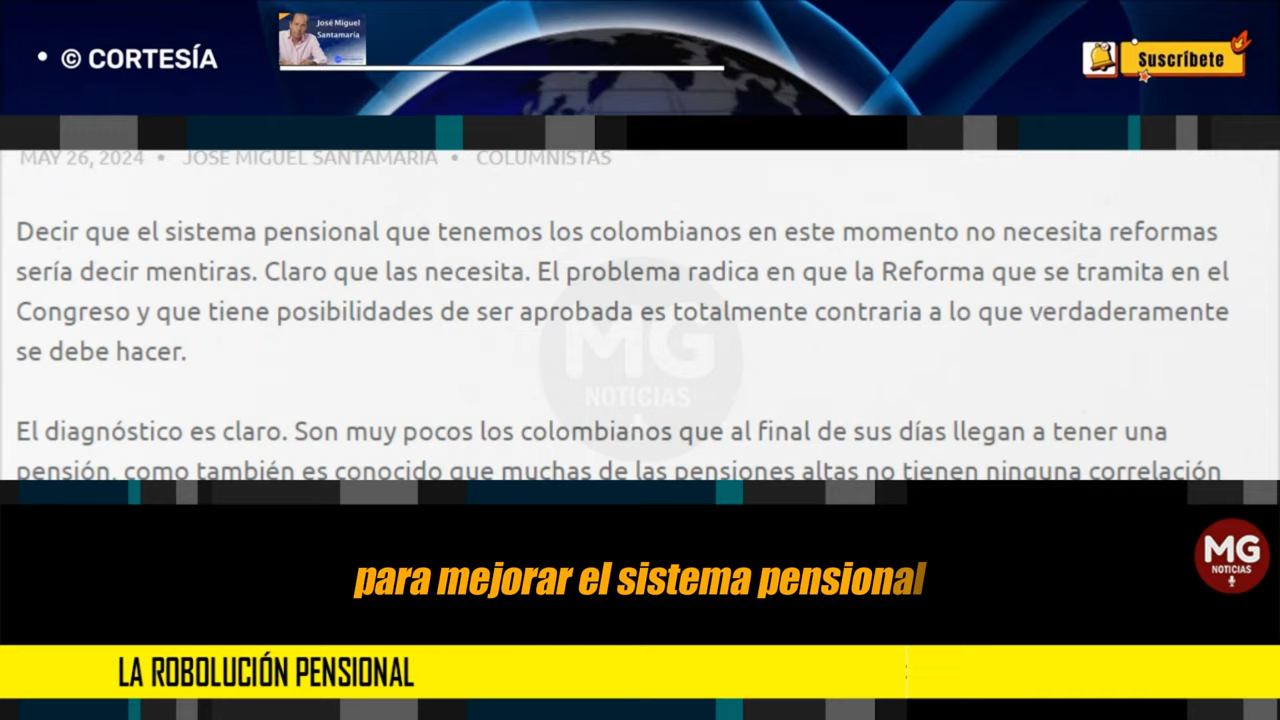 • © CORTESÍA
José Miguel
Santamaría
Suscríbete
MAY 26, 2024 • JOSE MIGUEL SANTAMARIA • COLUMNISTAS
Decir que el sistema pensional que tenemos los colombianos en este momento no necesita reformas
sería decir mentiras. Claro que las necesita. El problema radica en que la Reforma que se tramita en el
Congreso y que tiene posibilidades de ser aprobada es totalmente contraria a lo que verdaderamente
se debe hacer.
MG
NOTICIAS
El diagnóstico es claro. Son muy pocos los colombianos que al final de sus días llegan a tener una
pensión, como también es conocido que muchas de las pensiones altas no tienen ninguna correlación
para mejorar el sistema pensional
MG
NOTICIAS
LA ROBOLUCIÓN PENSIONAL